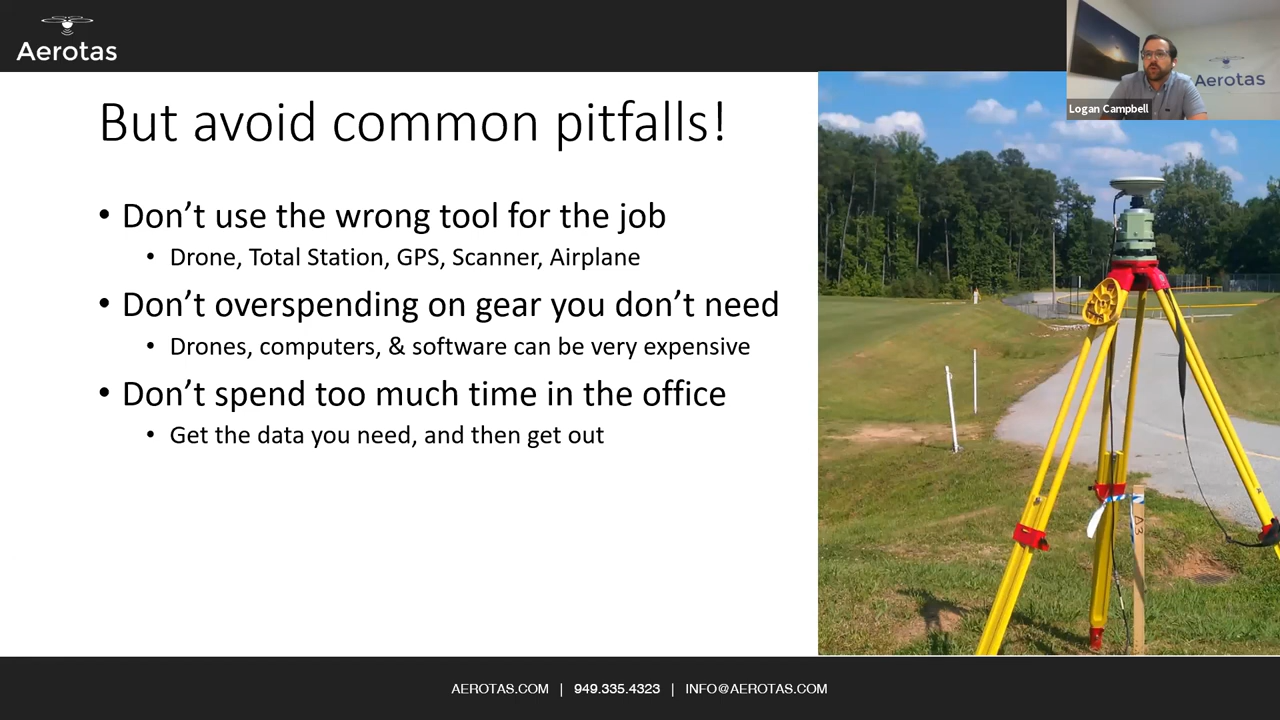 Aerotas
Aerotas
Logan Campbell
But avoid common pitfalls!
• Don't use the wrong tool for the job
• Drone, Total Station, GPS, Scanner, Airplane
• Don't overspending on gear you don't need
• Drones, computers, & software can be very expensive
• Don't spend too much time in the office
• Get the data you need, and then get out
AEROTAS.COM | 949.335.4323 | INFO@AEROTAS.COM